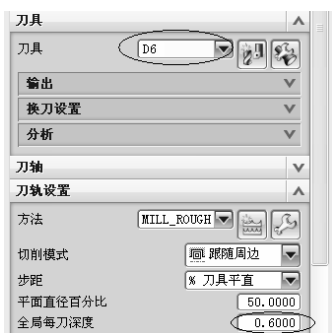 刀具
刀具 D6
输出
换刀设置
分析
刀轴
刀轨设置
方法 MILL_ROUGH
切削模式 跟随周边
步距 % 刀具平直
平面直径百分比 50.0000
全局每刀深度 0.6000